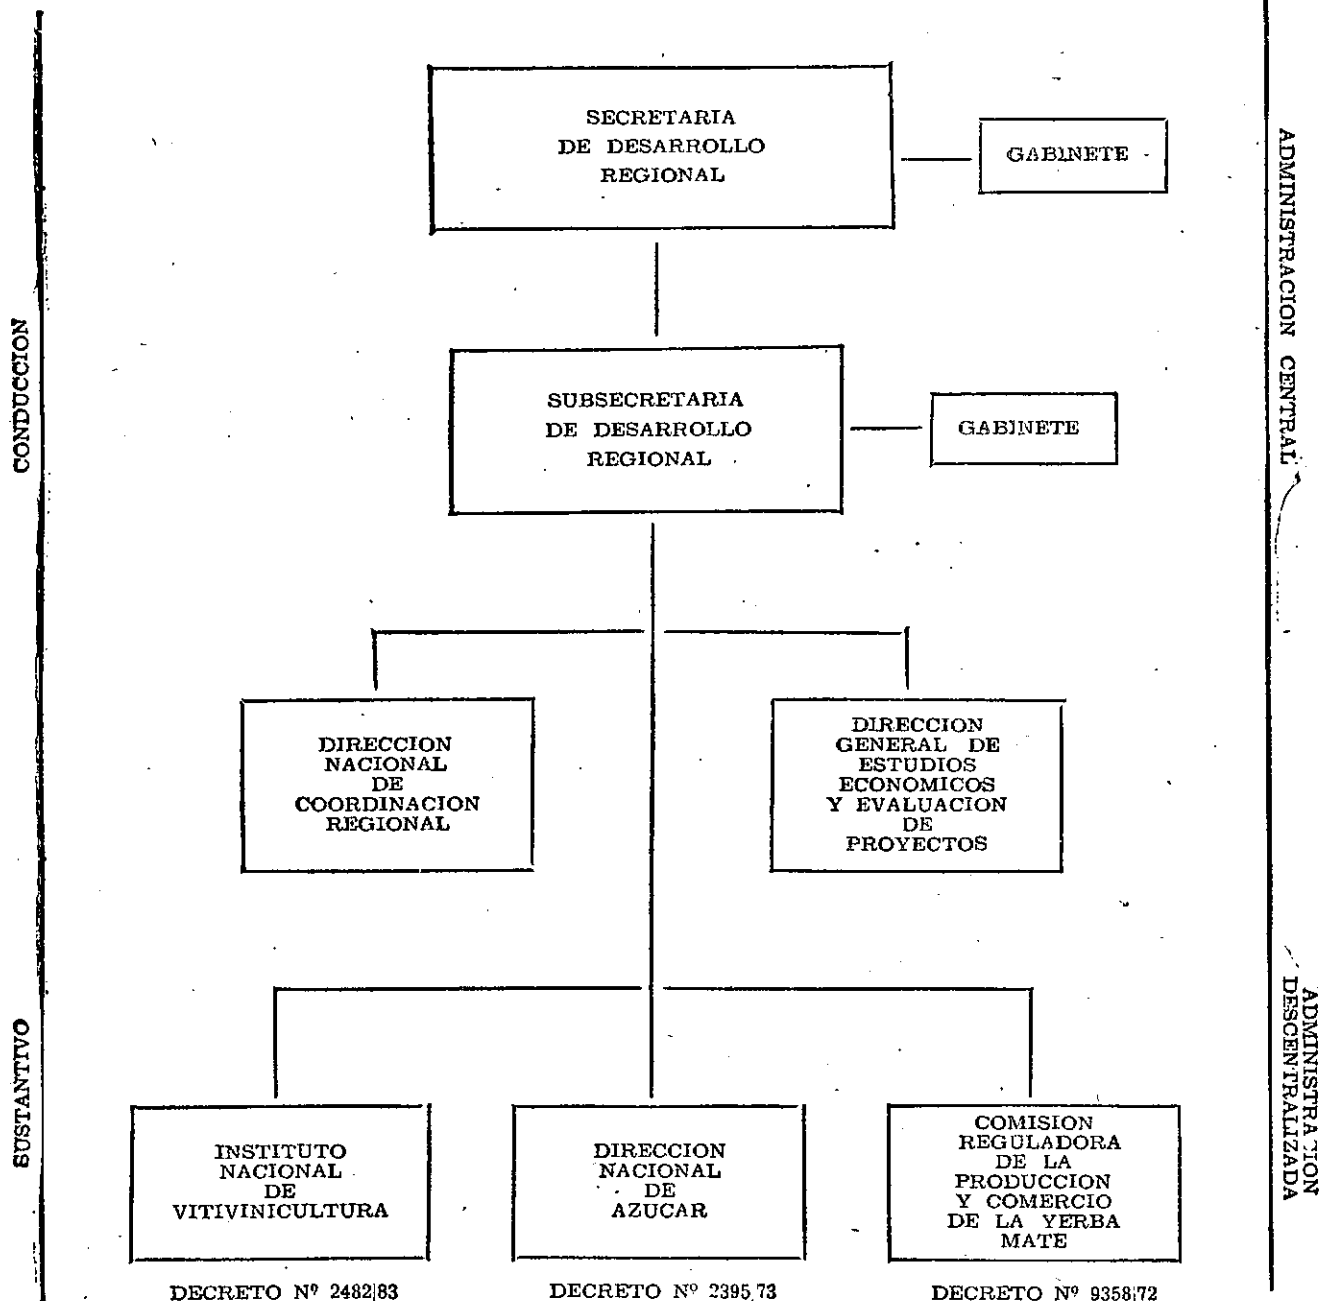 SECRETARIA
DE DESARROLLO
REGIONAL
GABINETE
ADMINISTRACION CENTRAL
CONDUCCION
SUBSECRETARIA
DE DESARROLLO
REGIONAL
GABINETE
DIRECCION
NACIONAL
DE
COORDINACION
REGIONAL
DIRECCION
GENERAL DE
ESTUDIOS
ECONOMICOS
Y EVALUACION
DE
PROYECTOS
SUSTANTIVO
ADMINISTRACION
DESCENTRALIZADA
INSTITUTO
NACIONAL
DE
VITIVINICULTURA
DIRECCION
NACIONAL
DE
AZUCAR
COMISION
REGULADORA
DE LA
PRODUCCION
Y COMERCIO
DE LA YERBA
MATE
DECRETO Nº 2482|83
DECRETO Nº 2395,73
DECRETO Nº 9358|72